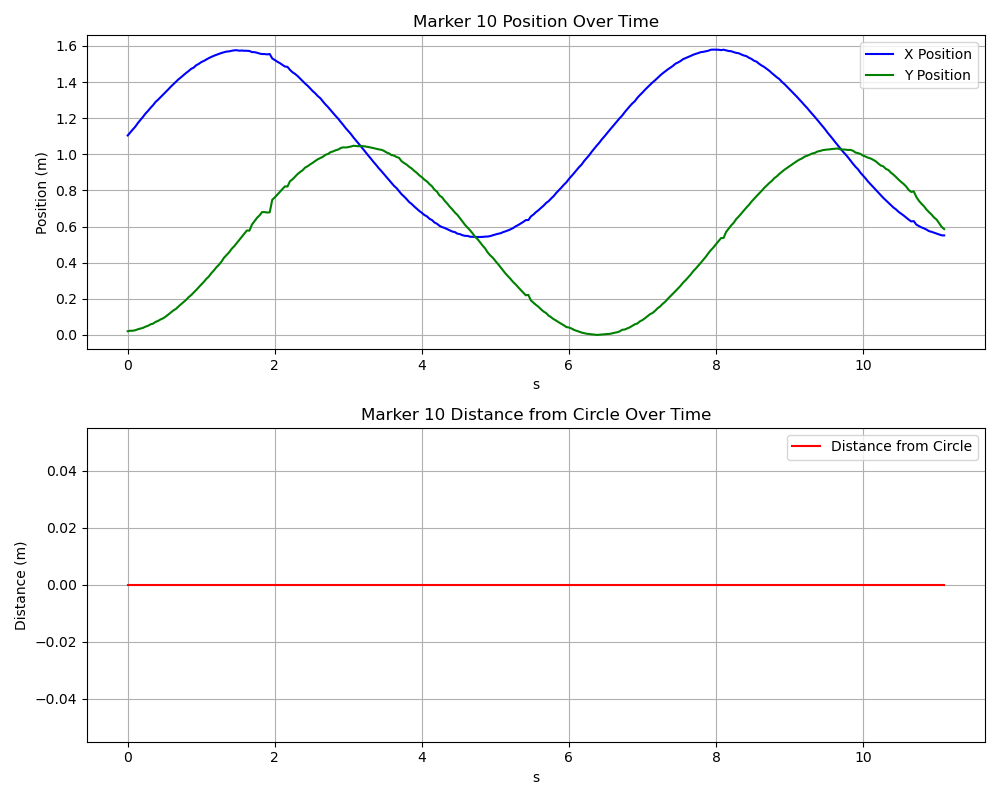 Marker 10 Position Over Time
Position (m)
1.6
1.4
1.2
1.0
0.8
0.6
0.4
0.2
0.0
X Position
Y Position
0 2 4 6 8 10
s
Marker 10 Distance from Circle Over Time
Distance (m)
0.04
0.02
0.00
−0.02
−0.04
Distance from Circle
0 2 4 6 8 10
s